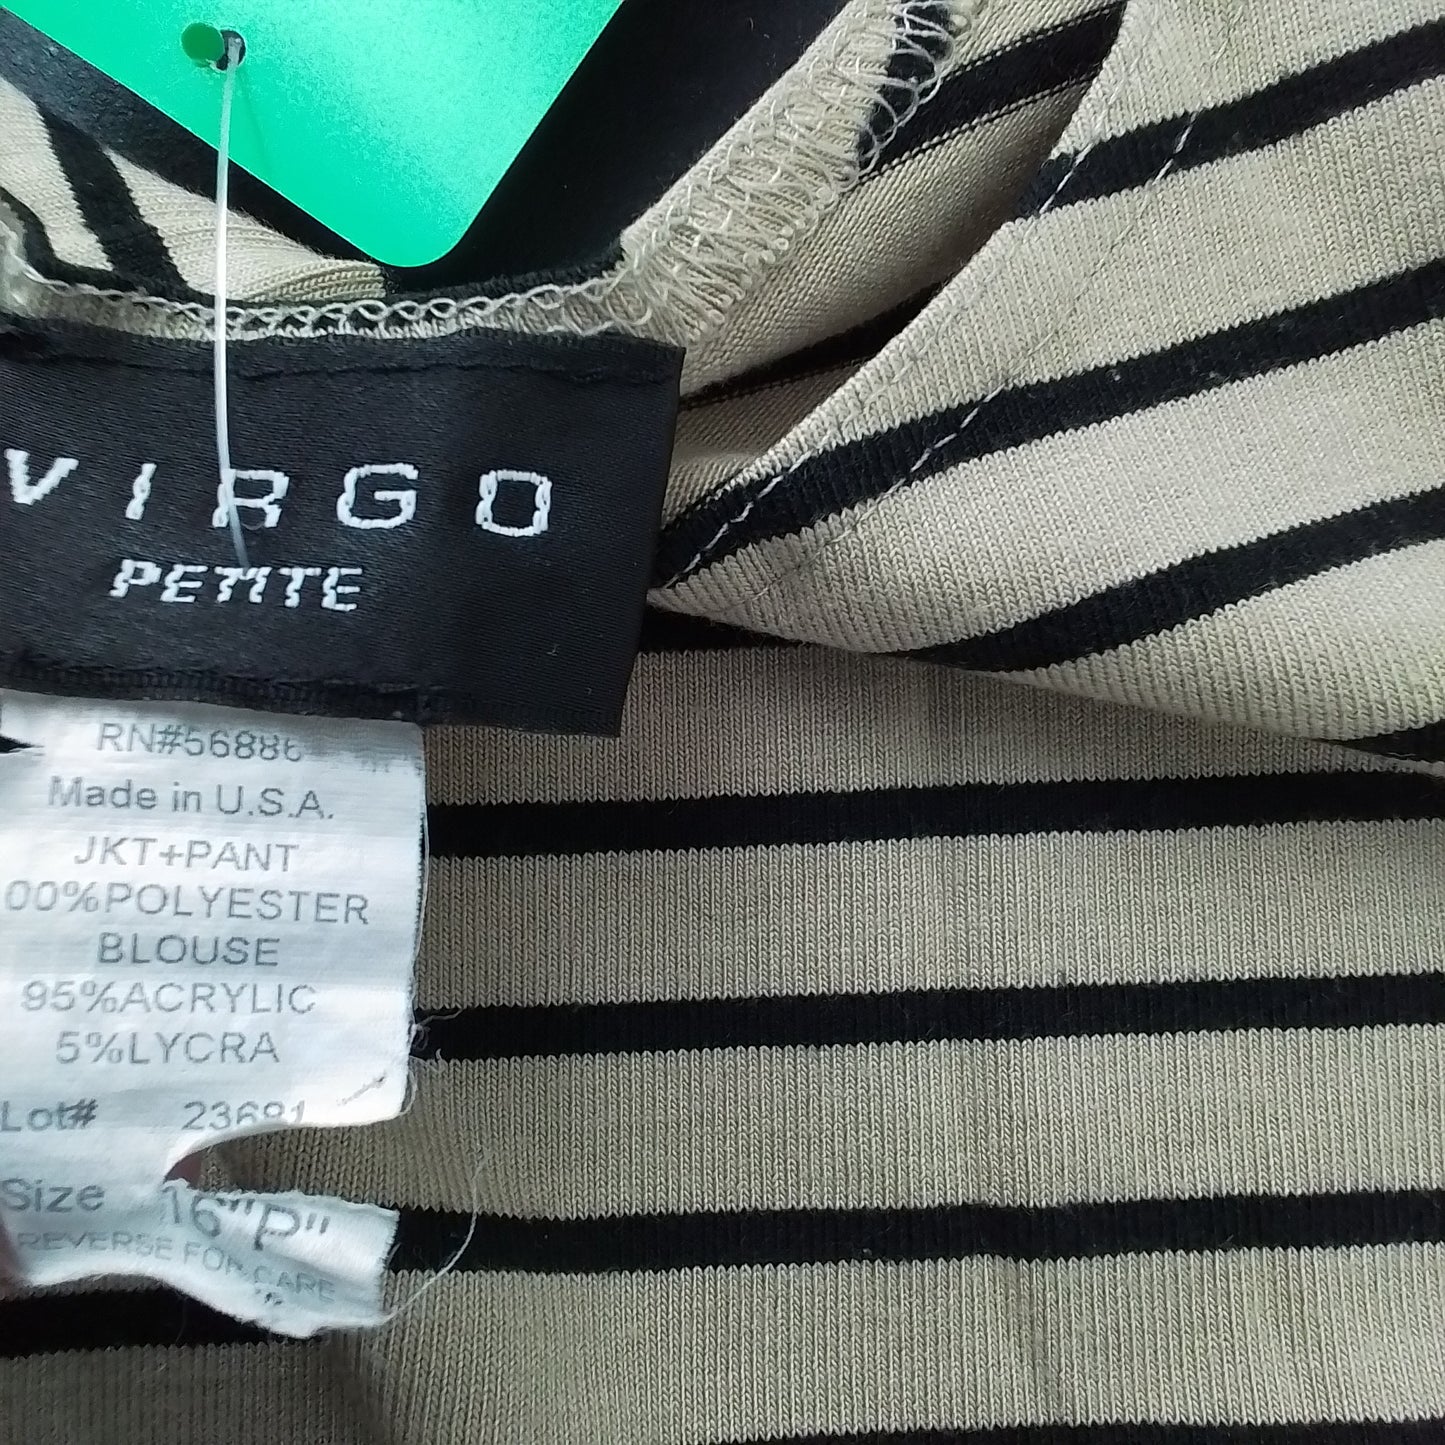 VIRGO
PETITE
RN#56886
Made in U.S.A.
JKT+PANT
00%POLYESTER
BLOUSE
95%ACRYLIC
5%LYCRA
Lot# 23691
Size 16"P"
REVERSE FOR CARE